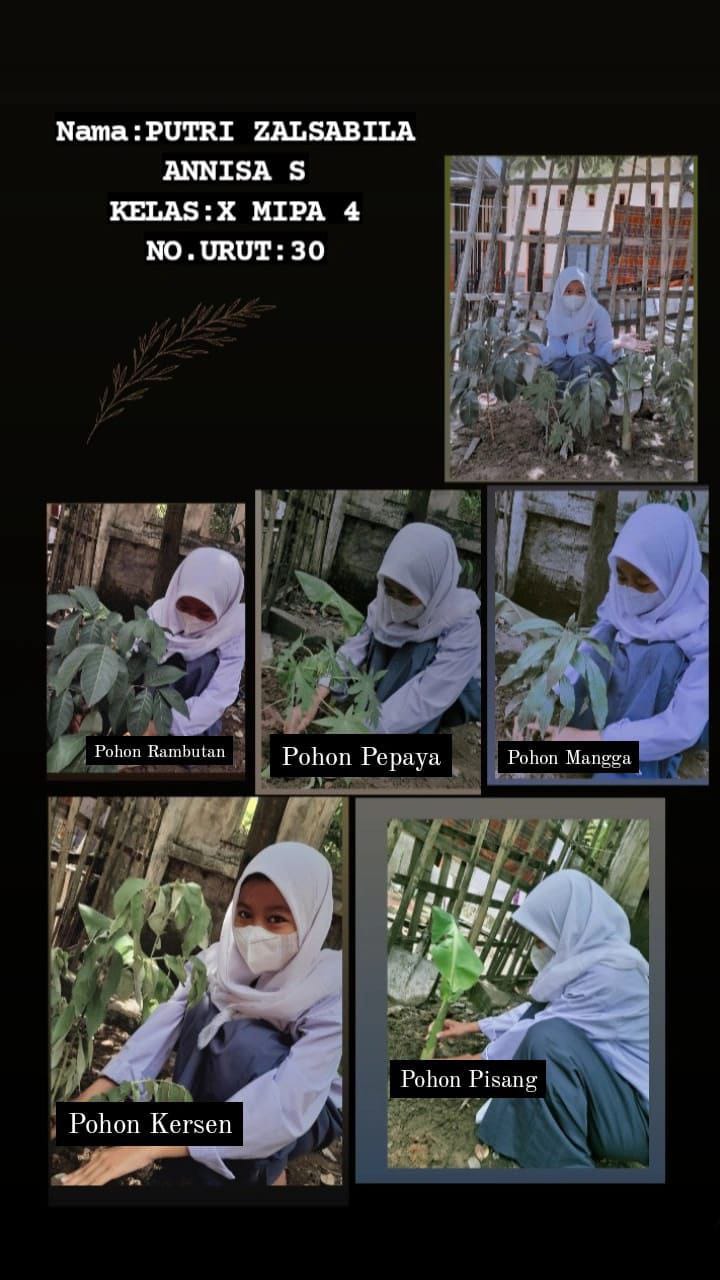 Nama:PUTRI ZALSABILA
ANNISA S
KELAS:X MIPA 4
NO.URUT:30
Pohon Rambutan
Pohon Pepaya
Pohon Mangga
Pohon Kersen
Pohon Pisang